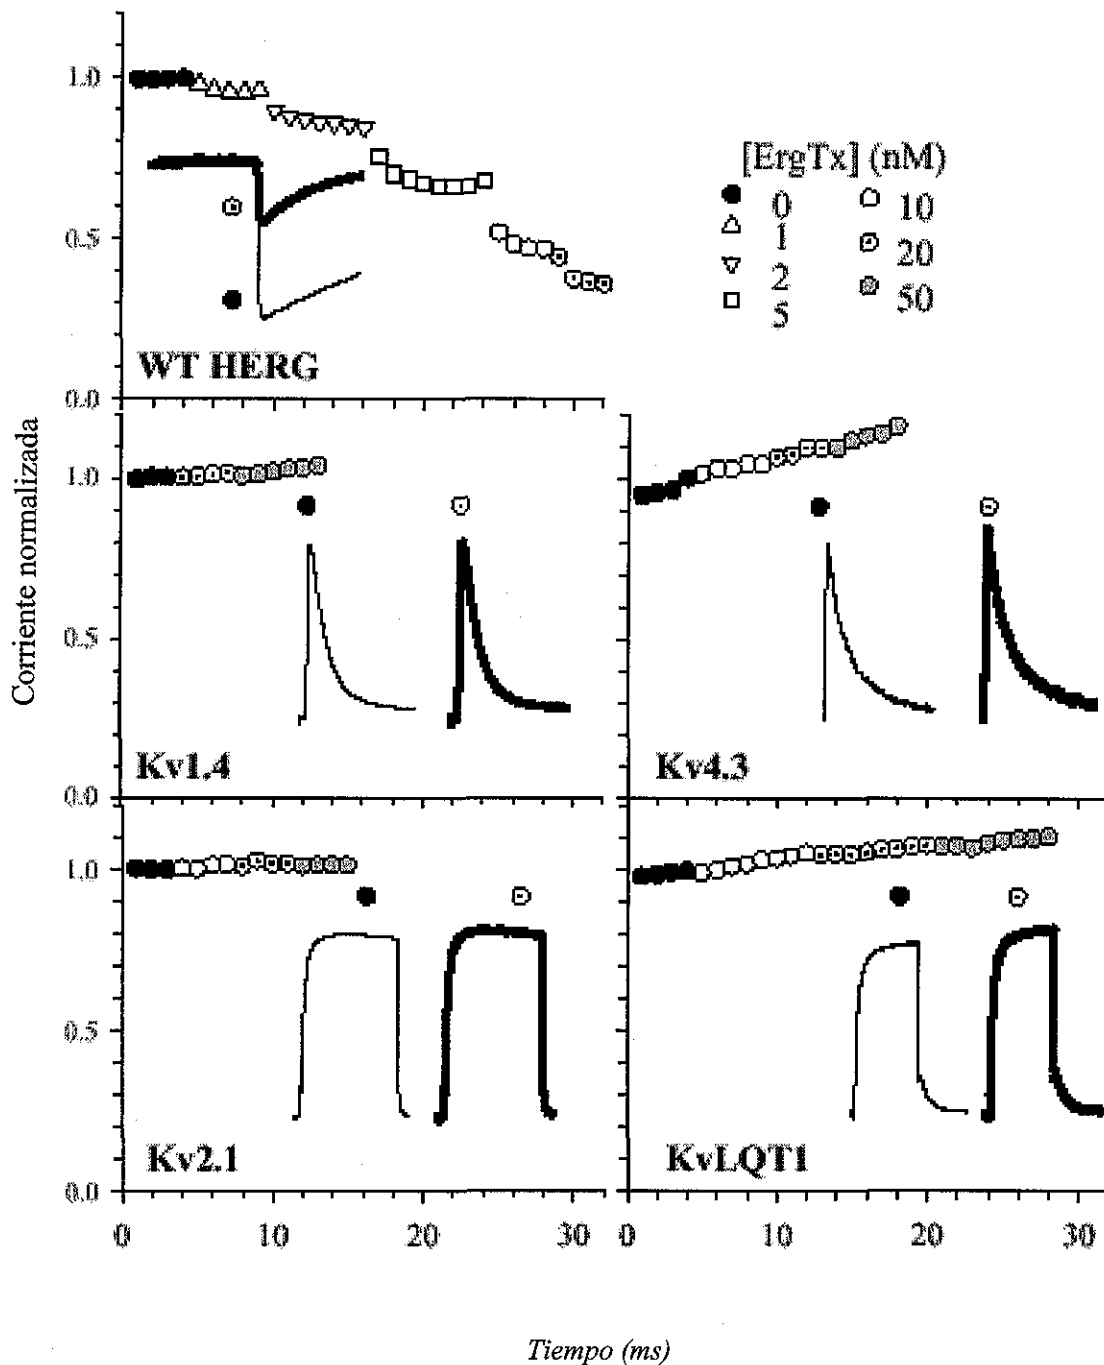 1.0
[ErgTx] (nM)
0 10
1 20
2 50
5
0.5
WT HERG
0.0
Corriente normalizada
1.0
0.5
Kv1.4
Kv4.3
0.0
1.0
0.5
Kv2.1
KvLQT1
0.0
0 10 20 30 0 10 20 30
Tiempo (ms)